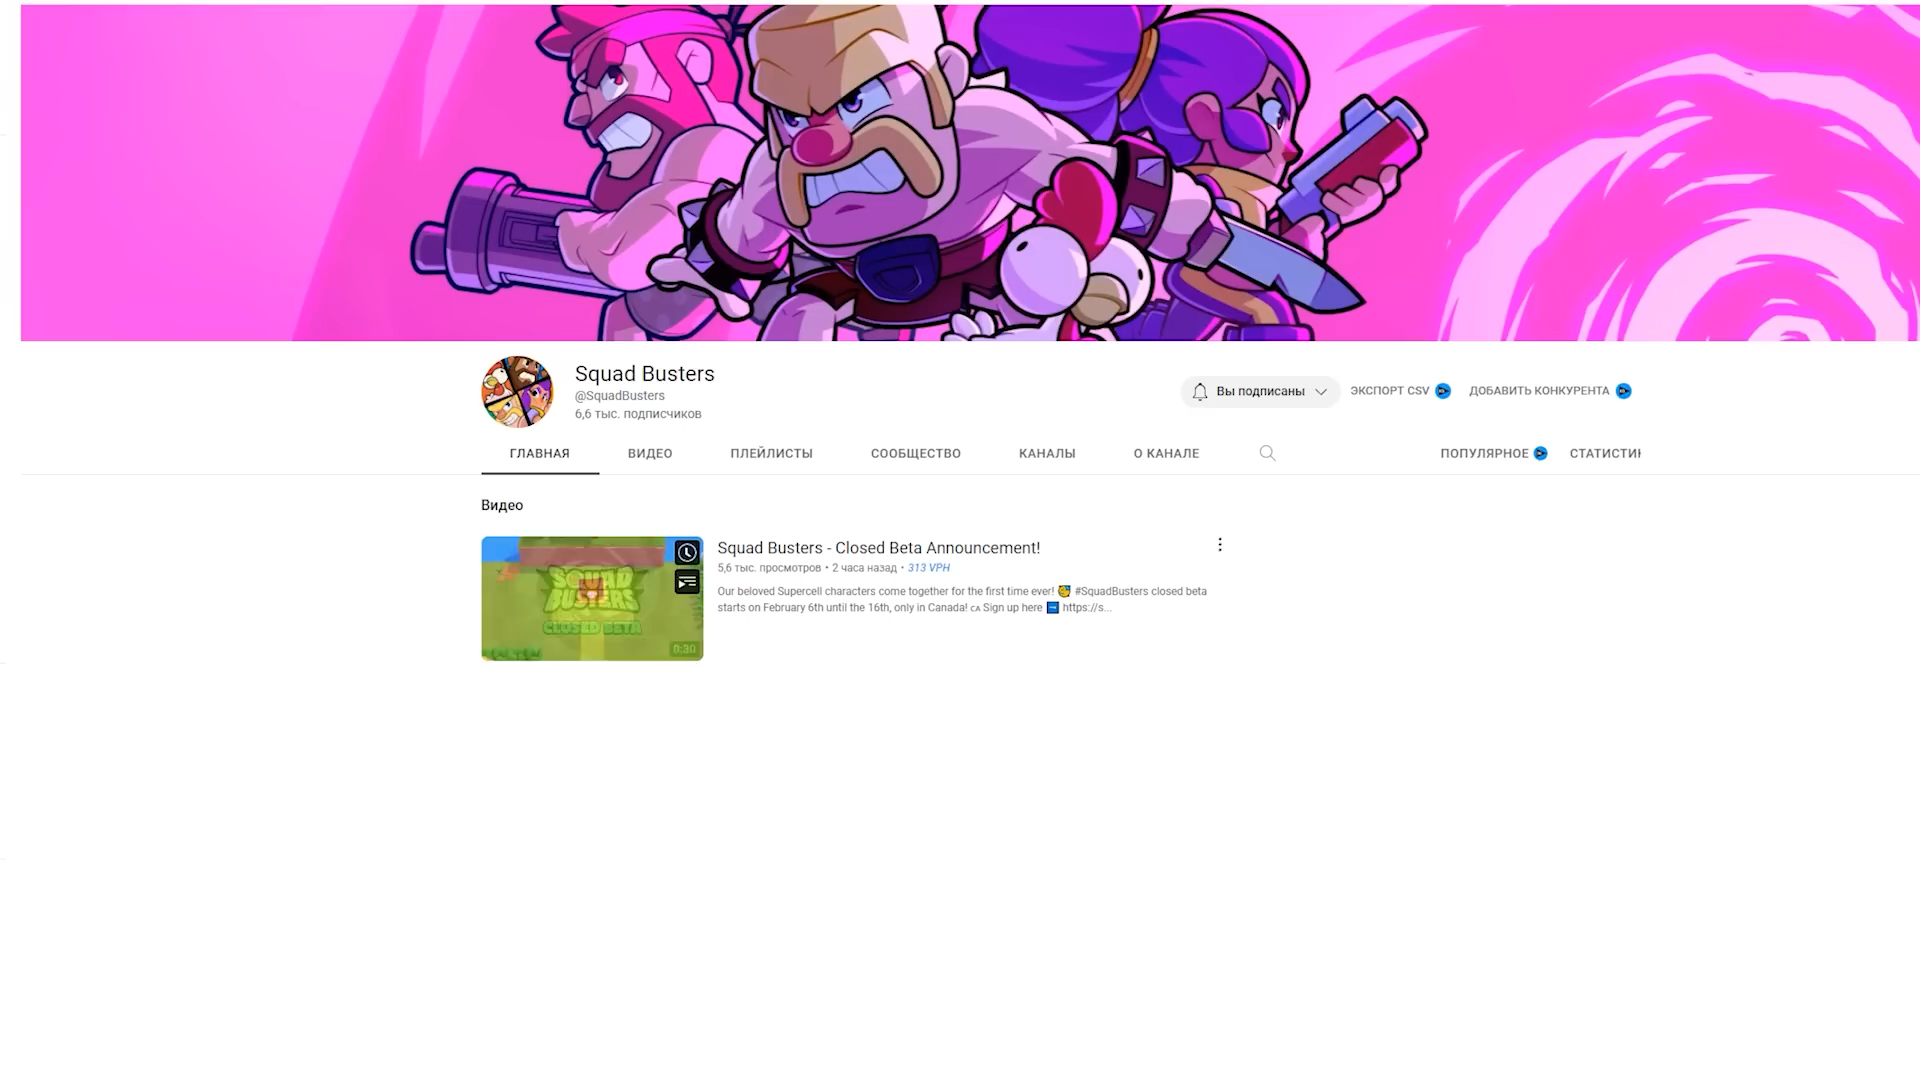 Squad Busters
@SquadBusters
6,6 тыс. подписчиков
Вы подписаны
ЭКСПОРТ CSV
ДОБАВИТЬ КОНКУРЕНТА
ГЛАВНАЯ ВИДЕО ПЛЕЙЛИСТЫ СООБЩЕСТВО КАНАЛЫ О КАНАЛЕ ПОПУЛЯРНОЕ СТАТИСТИК
Видео
SQUAD
BUSTERS
CLOSED BETA
0:30
Squad Busters - Closed Beta Announcement!
5,6 тыс. просмотров • 2 часа назад • 313 VPH
Our beloved Supercell characters come together for the first time ever! 🥳 #SquadBusters closed beta
starts on February 6th until the 16th, only in Canada! ᴄᴀ Sign up here ➡️ https://s...